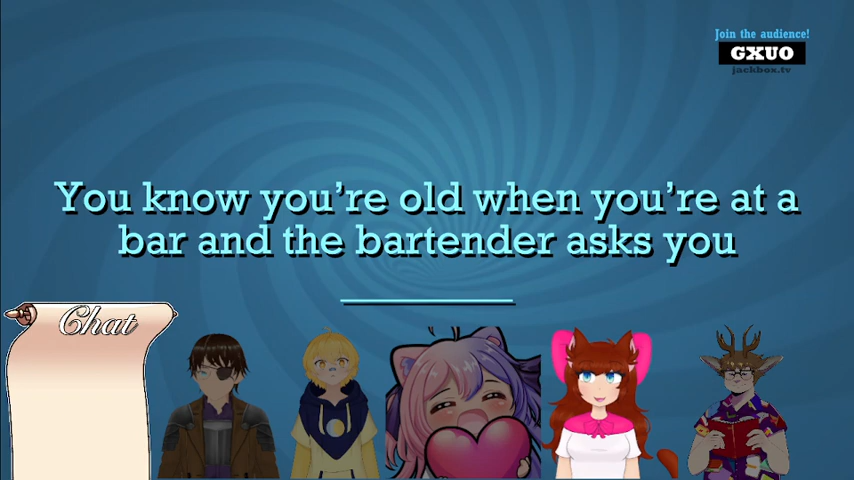 Join the audience!
GXUO
jackbox.tv
You know you’re old when you’re at a
bar and the bartender asks you
Chat